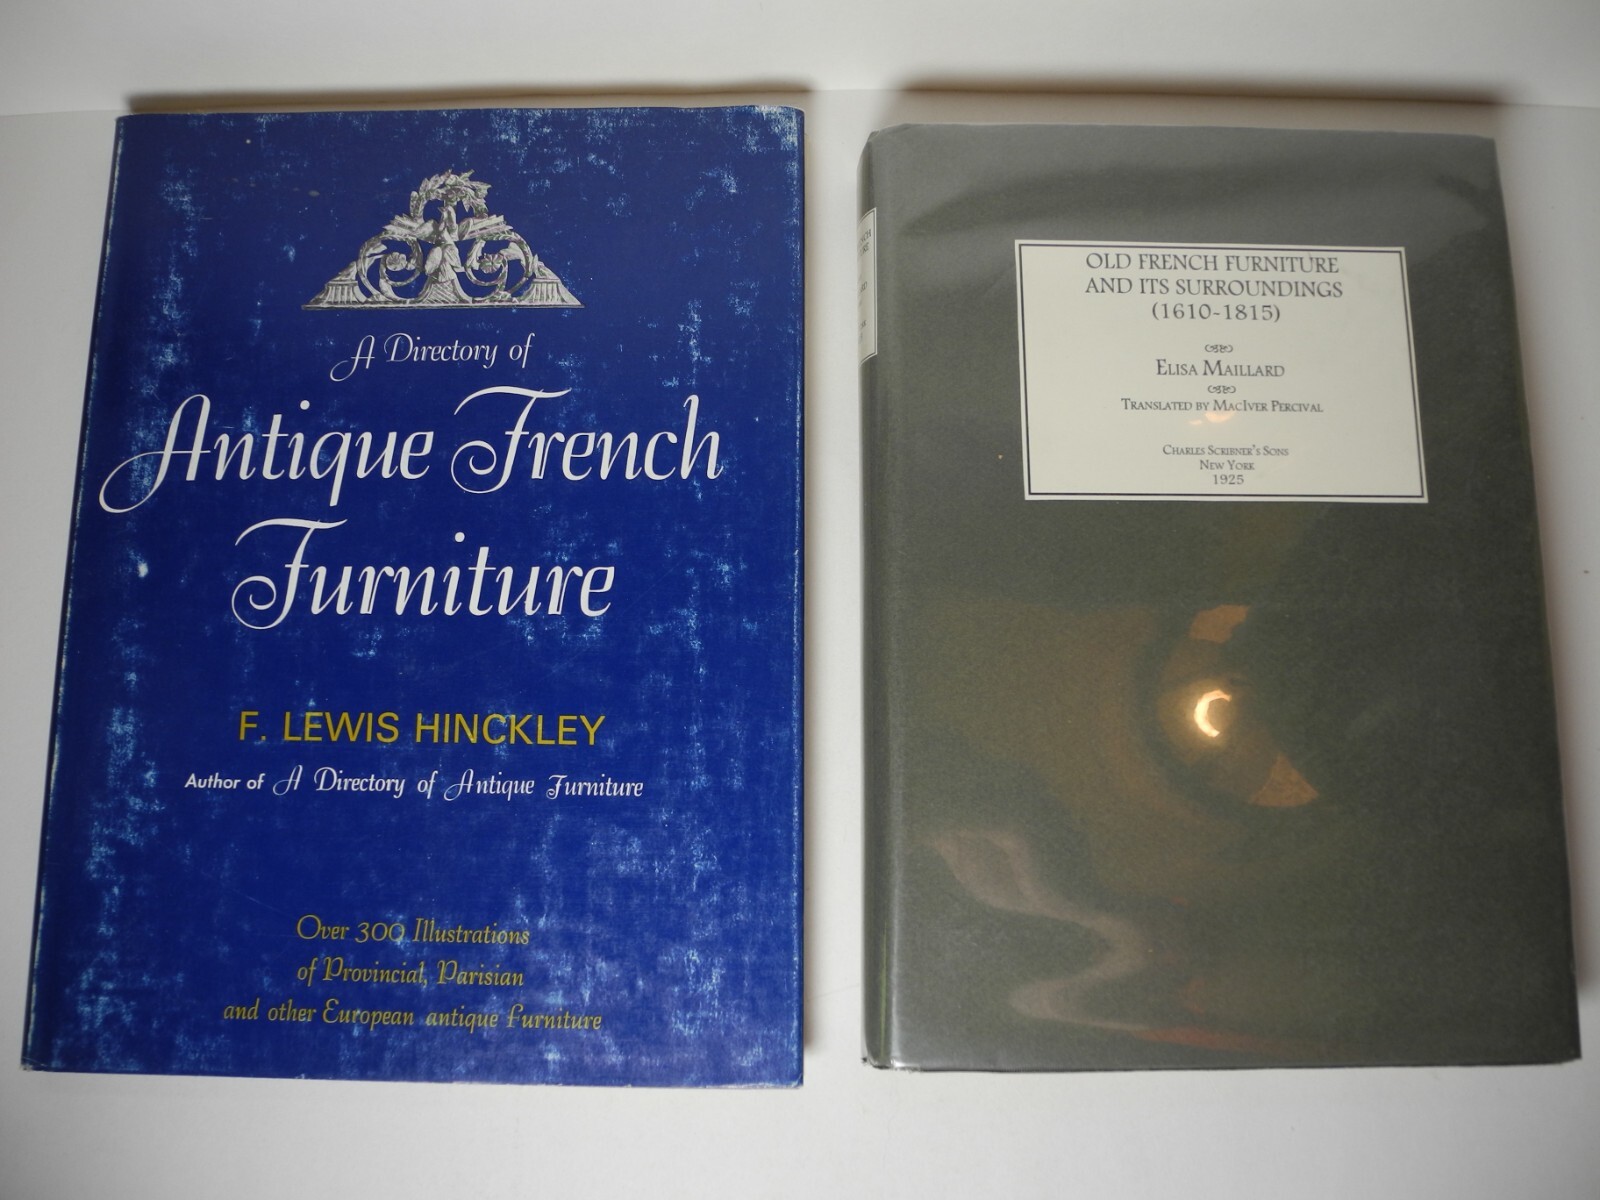 A Directory of
Antique French
Furniture
F. LEWIS HINCKLEY
Author of A Directory of Antique Furniture
Over 300 Illustrations
of Provincial, Parisian
and other European antique furniture
OLD FRENCH FURNITURE
AND ITS SURROUNDINGS
(1610-1815)
ELISA MAILLARD
TRANSLATED BY MACIVER PERCIVAL
CHARLES SCRIBNER'S SONS
NEW YORK
1925